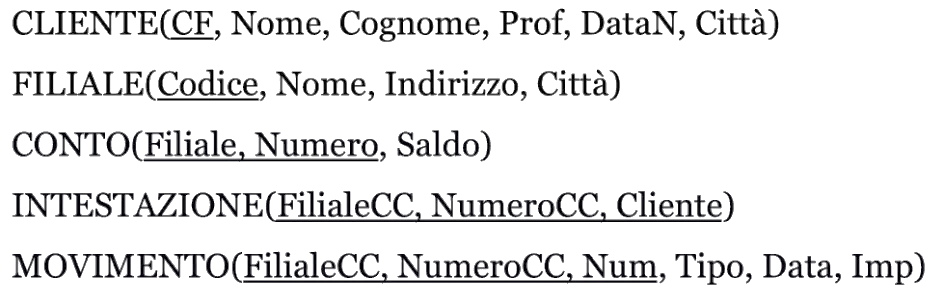 CLIENTE(CF, Nome, Cognome, Prof, DataN, Città)
FILIALE(Codice, Nome, Indirizzo, Città)
CONTO(Filiale, Numero, Saldo)
INTESTAZIONE(FilialeCC, NumeroCC, Cliente)
MOVIMENTO(FilialeCC, NumeroCC, Num, Tipo, Data, Imp)